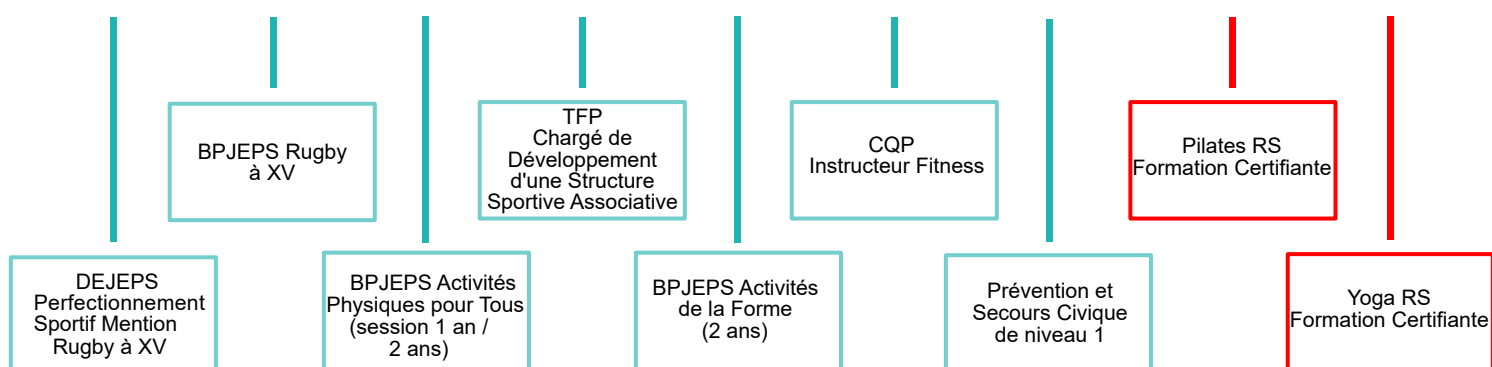 BPJEPS Rugby
à XV
TFP
Chargé de
Développement
d'une Structure
Sportive Associative
CQP
Instructeur Fitness
Pilates RS
Formation Certifiante
DEJEPS
Perfectionnement
Sportif Mention
Rugby à XV
BPJEPS Activités
Physiques pour Tous
(session 1 an /
2 ans)
BPJEPS Activités
de la Forme
(2 ans)
Prévention et
Secours Civique
de niveau 1
Yoga RS
Formation Certifiante